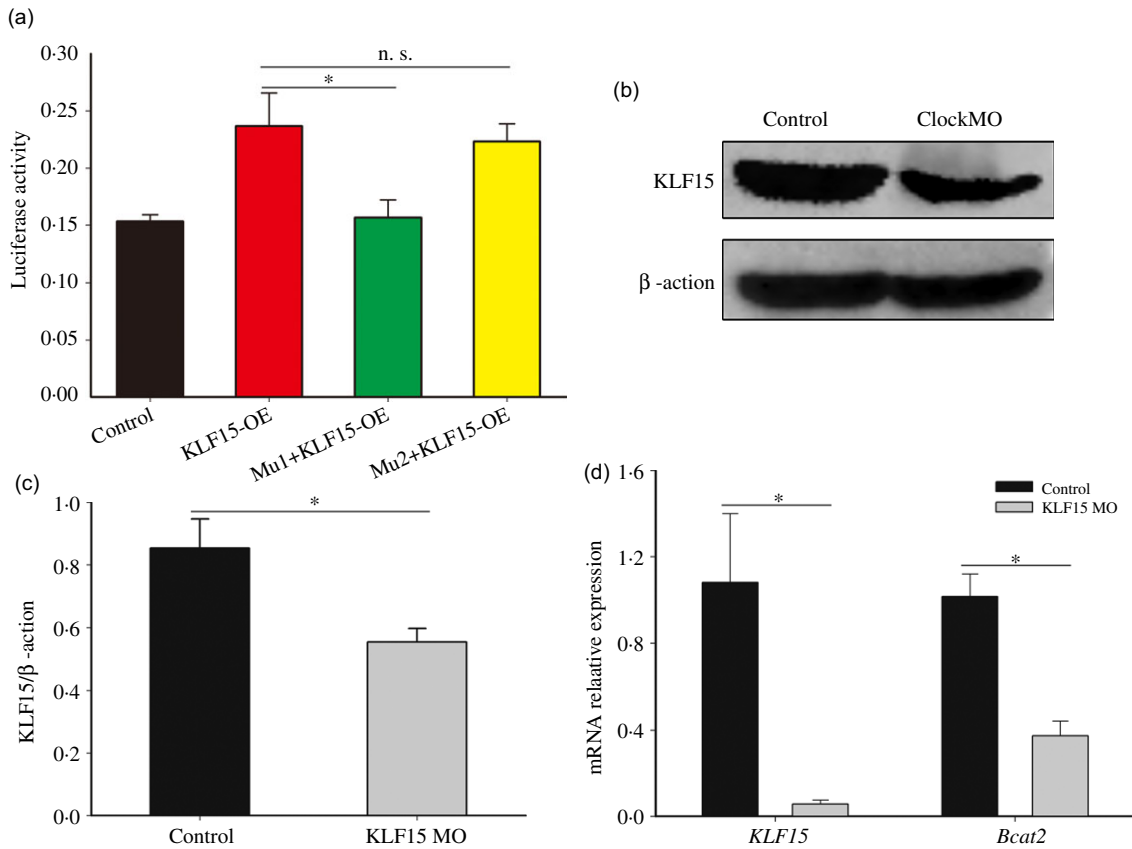 (a)
0·30
0·25
0·20
0·15
0·10
0·05
0·00
Luciferase activity
n. s.
*
Control
KLF15-OE
Mu1+KLF15-OE
Mu2+KLF15-OE
(b)
Control ClockMO
KLF15
β -action
(c)
1·0
0·8
0·6
0·4
0·2
0·0
KLF15/β -action
*
Control KLF15 MO
(d)
1·6
1·2
0·8
0·4
0·0
mRNA relaative expression
*
*
Control
KLF15 MO
KLF15 Bcat2